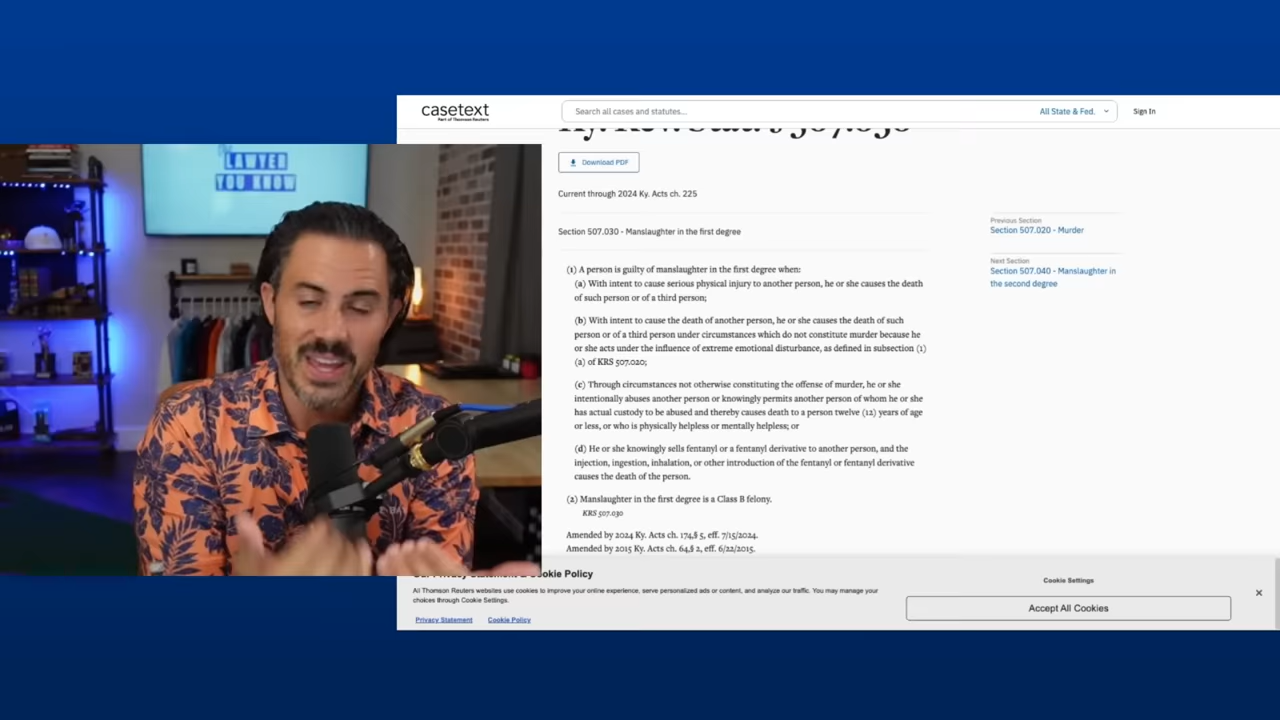 casetext
Part of Thomson Reuters
Search all cases and statutes...
All State & Fed.
Sign In
LAWYER
YOU KNOW
Download PDF
Current through 2024 Ky. Acts ch. 225
Section 507.030 - Manslaughter in the first degree
(1) A person is guilty of manslaughter in the first degree when:
(a) With intent to cause serious physical injury to another person, he or she causes the death
of such person or of a third person;
(b) With intent to cause the death of another person, he or she causes the death of such
person or of a third person under circumstances which do not constitute murder because he
or she acts under the influence of extreme emotional disturbance, as defined in subsection (1)
(a) of KRS 507.020;
(c) Through circumstances not otherwise constituting the offense of murder, he or she
intentionally abuses another person or knowingly permits another person of whom he or she
has actual custody to be abused and thereby causes death to a person twelve (12) years of age
or less, or who is physically helpless or mentally helpless; or
(d) He or she knowingly sells fentanyl or a fentanyl derivative to another person, and the
injection, ingestion, inhalation, or other introduction of the fentanyl or fentanyl derivative
causes the death of the person.
(2) Manslaughter in the first degree is a Class B felony.
KRS 507.030
Amended by 2024 Ky. Acts ch. 174,§ 5, eff. 7/15/2024.
Amended by 2015 Ky. Acts ch. 64,§ 2, eff. 6/22/2015.
Previous Section
Section 507.020 - Murder
Next Section
Section 507.040 - Manslaughter in
the second degree
Cookie Policy
All Thomson Reuters websites use cookies to improve your online experience, serve personalized ads or content, and analyze our traffic. You may manage your
choices through Cookie Settings.
Privacy Statement
Cookie Policy
Cookie Settings
Accept All Cookies